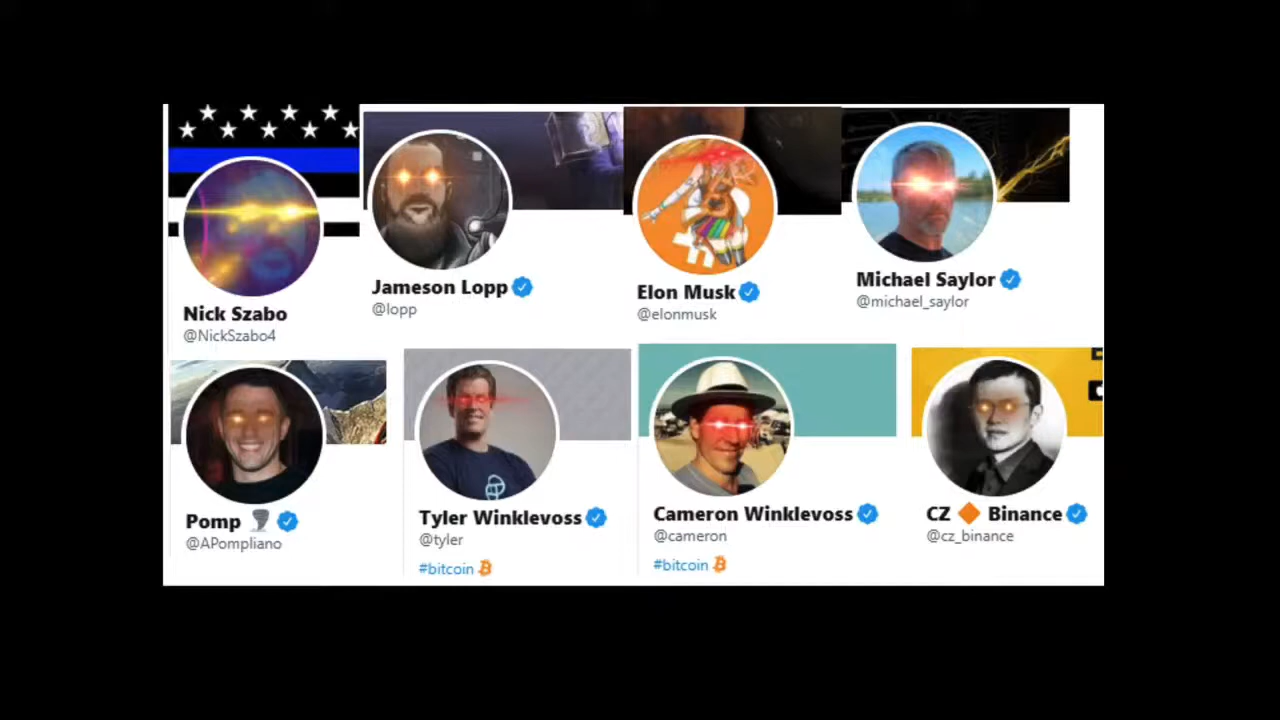 Nick Szabo
@NickSzabo4
Jameson Lopp
@lopp
Elon Musk
@elonmusk
Michael Saylor
@michael_saylor
Pomp 🌪
@APompliano
Tyler Winklevoss
@tyler
#bitcoin
Cameron Winklevoss
@cameron
#bitcoin
CZ 🔶 Binance
@cz_binance